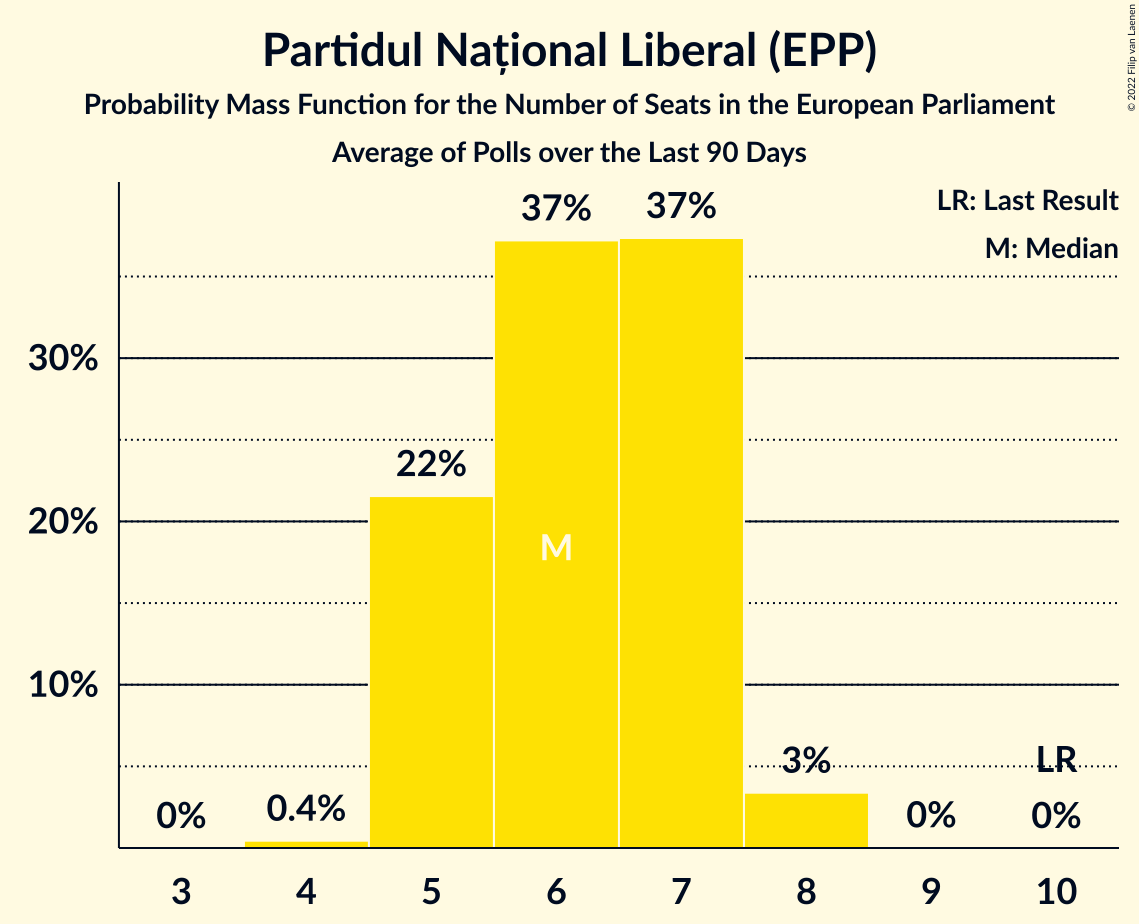 Partidul Național Liberal (EPP)
Probability Mass Function for the Number of Seats in the European Parliament
Average of Polls over the Last 90 Days
© 2022 Filip van Laenen
LR: Last Result
M: Median
37% 37%
30%
22%
20%
M
10%
3% LR
0% 0.4% 0% 0%
3 4 5 6 7 8 9 10